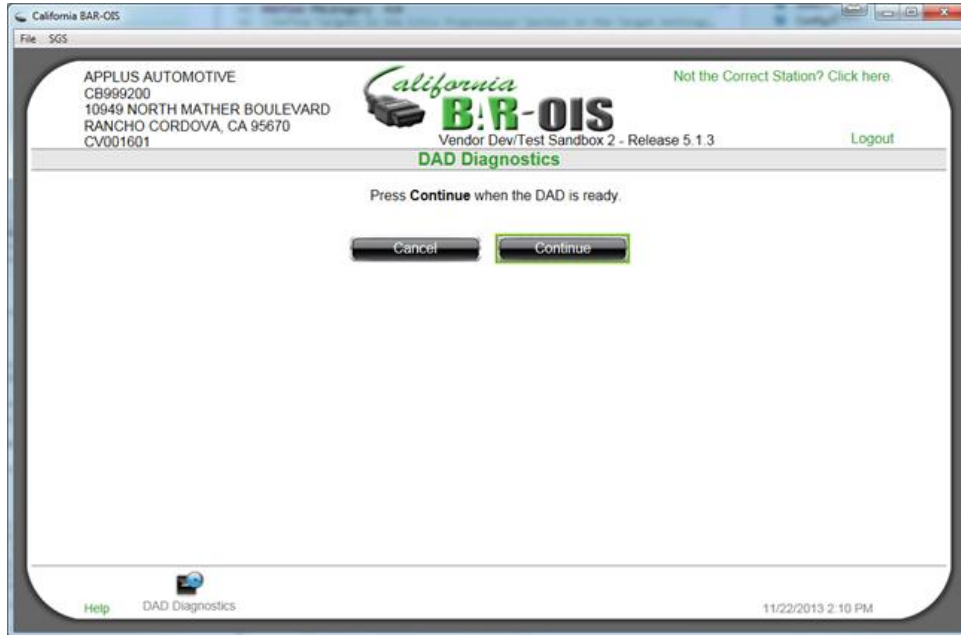 California BAR-OIS
File SGS
APPLUS AUTOMOTIVE
CB999200
10949 NORTH MATHER BOULEVARD
RANCHO CORDOVA, CA 95670
CV001601
California
BAR-OIS
Vendor Dev/Test Sandbox 2 - Release 5.1.3
Not the Correct Station? Click here.
Logout
DAD Diagnostics
Press Continue when the DAD is ready.
Cancel Continue
Help DAD Diagnostics 11/22/2013 2:10 PM